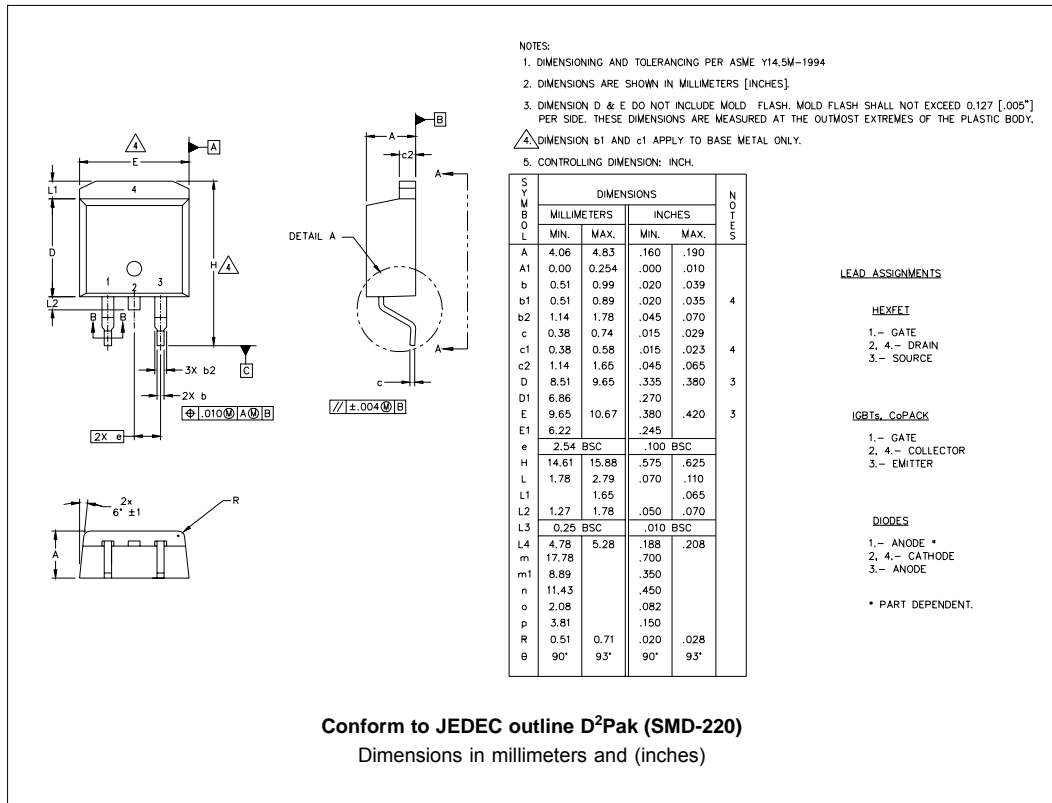 NOTES:
1. DIMENSIONING AND TOLERANCING PER ASME Y14.5M-1994
2. DIMENSIONS ARE SHOWN IN MILLIMETERS [INCHES].
3. DIMENSION D & E DO NOT INCLUDE MOLD FLASH. MOLD FLASH SHALL NOT EXCEED 0.127 [.005"]
PER SIDE. THESE DIMENSIONS ARE MEASURED AT THE OUTMOST EXTREMES OF THE PLASTIC BODY.
4. DIMENSION b1 AND c1 APPLY TO BASE METAL ONLY.
5. CONTROLLING DIMENSION: INCH.
4
E
A
L1
4
D
H 4
1 2 3
L2
B B
3X b2
2X b
C
⌖ .010 Ⓜ A Ⓜ B
2X e
A
B
c2
A
DETAIL A
A
c
// ±.004 Ⓜ B
2x
6° ±1
R
A
SYMBOL DIMENSIONS NOTES
MILLIMETERS INCHES
MIN. MAX. MIN. MAX.
A 4.06 4.83 .160 .190
A1 0.00 0.254 .000 .010
b 0.51 0.99 .020 .039
b1 0.51 0.89 .020 .035 4
b2 1.14 1.78 .045 .070
c 0.38 0.74 .015 .029
c1 0.38 0.58 .015 .023 4
c2 1.14 1.65 .045 .065
D 8.51 9.65 .335 .380 3
D1 6.86 .270
E 9.65 10.67 .380 .420 3
E1 6.22 .245
e 2.54 BSC .100 BSC
H 14.61 15.88 .575 .625
L 1.78 2.79 .070 .110
L1 1.65 .065
L2 1.27 1.78 .050 .070
L3 0.25 BSC .010 BSC
L4 4.78 5.28 .188 .208
m 17.78 .700
m1 8.89 .350
n 11.43 .450
o 2.08 .082
p 3.81 .150
R 0.51 0.71 .020 .028
θ 90° 93° 90° 93°
LEAD ASSIGNMENTS
HEXFET
1.- GATE
2, 4.- DRAIN
3.- SOURCE
IGBTs, CoPACK
1.- GATE
2, 4.- COLLECTOR
3.- EMITTER
DIODES
1.- ANODE *
2, 4.- CATHODE
3.- ANODE
* PART DEPENDENT.
Conform to JEDEC outline D²Pak (SMD-220)
Dimensions in millimeters and (inches)